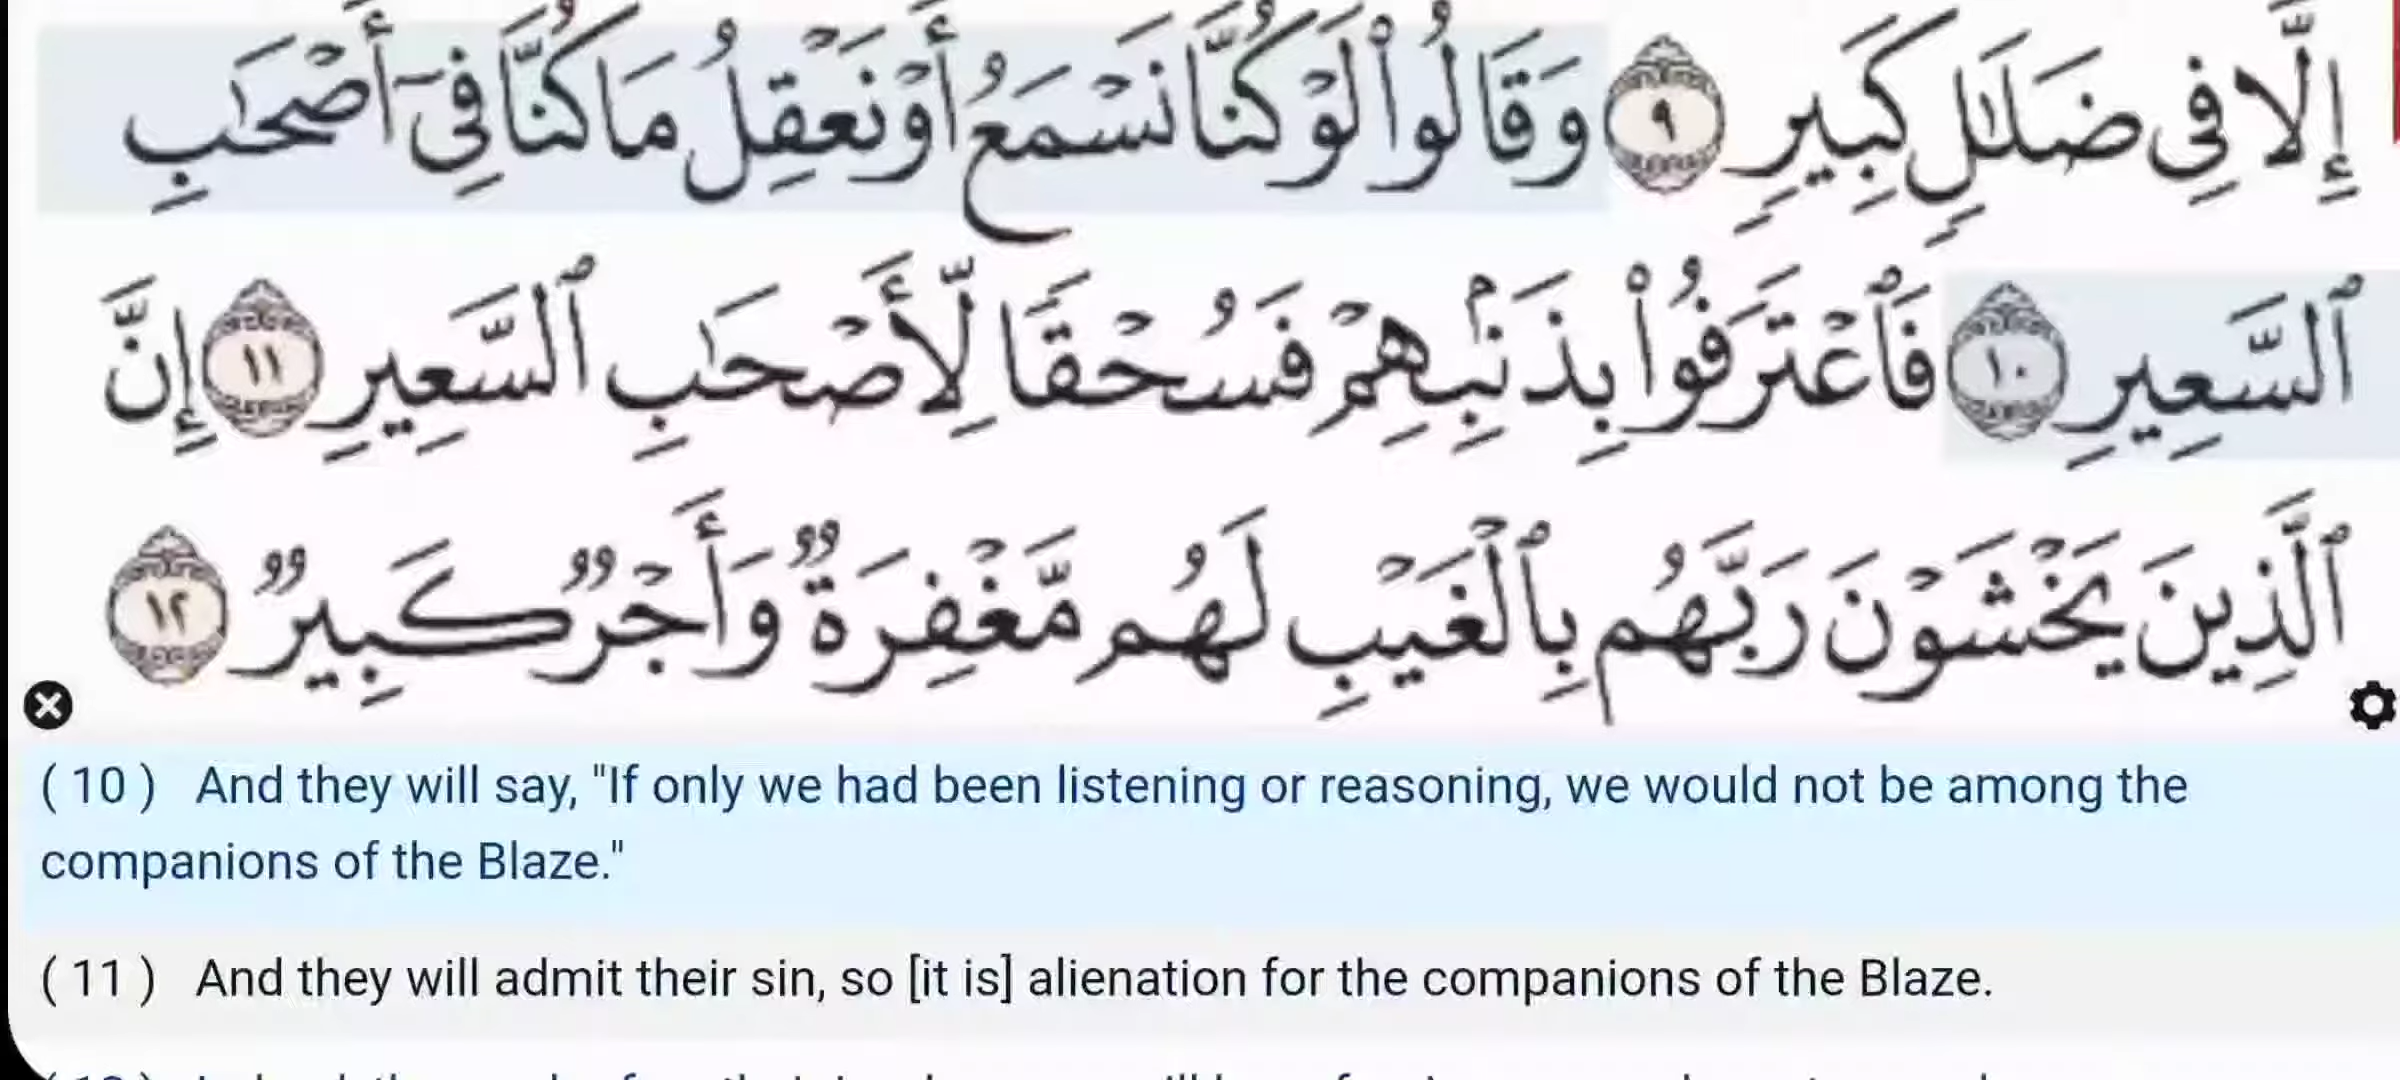 إِلَّا فِى ضَلَـٰلٍ كَبِيرٍ ٩ وَقَالُوا۟ لَوْ كُنَّا نَسْمَعُ أَوْ نَعْقِلُ مَا كُنَّا فِىٓ أَصْحَـٰبِ
ٱلسَّعِيرِ ١٠ فَٱعْتَرَفُوا۟ بِذَنۢبِهِمْ فَسُحْقًا لِّأَصْحَـٰبِ ٱلسَّعِيرِ ١١ إِنَّ
ٱلَّذِينَ يَخْشَوْنَ رَبَّهُم بِٱلْغَيْبِ لَهُم مَّغْفِرَةٌ وَأَجْرٌ كَبِيرٌ ١٢
( 10 ) And they will say, "If only we had been listening or reasoning, we would not be among the
companions of the Blaze."
( 11 ) And they will admit their sin, so [it is] alienation for the companions of the Blaze.